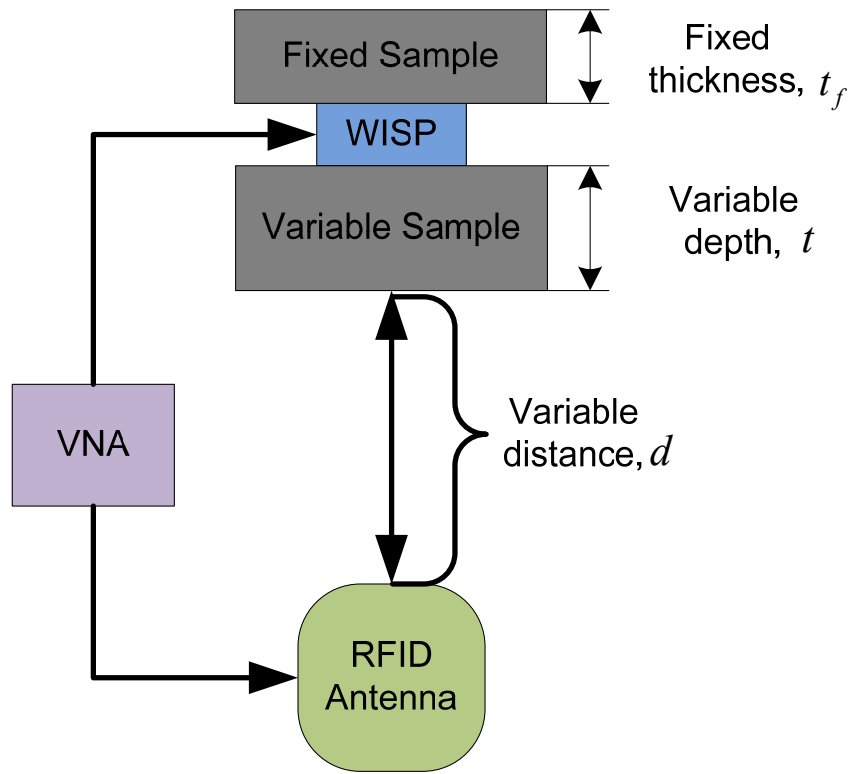 Fixed Sample
Fixed
thickness, t_f
WISP
Variable Sample
Variable
depth, t
VNA
Variable
distance, d
RFID
Antenna